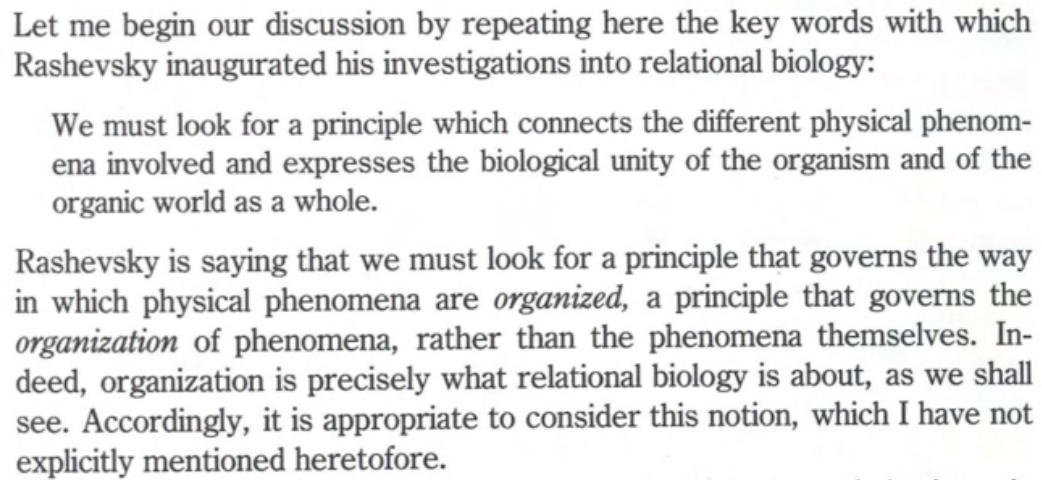 Let me begin our discussion by repeating here the key words with which
Rashevsky inaugurated his investigations into relational biology:
We must look for a principle which connects the different physical phenom-
ena involved and expresses the biological unity of the organism and of the
organic world as a whole.
Rashevsky is saying that we must look for a principle that governs the way
in which physical phenomena are organized, a principle that governs the
organization of phenomena, rather than the phenomena themselves. In-
deed, organization is precisely what relational biology is about, as we shall
see. Accordingly, it is appropriate to consider this notion, which I have not
explicitly mentioned heretofore.